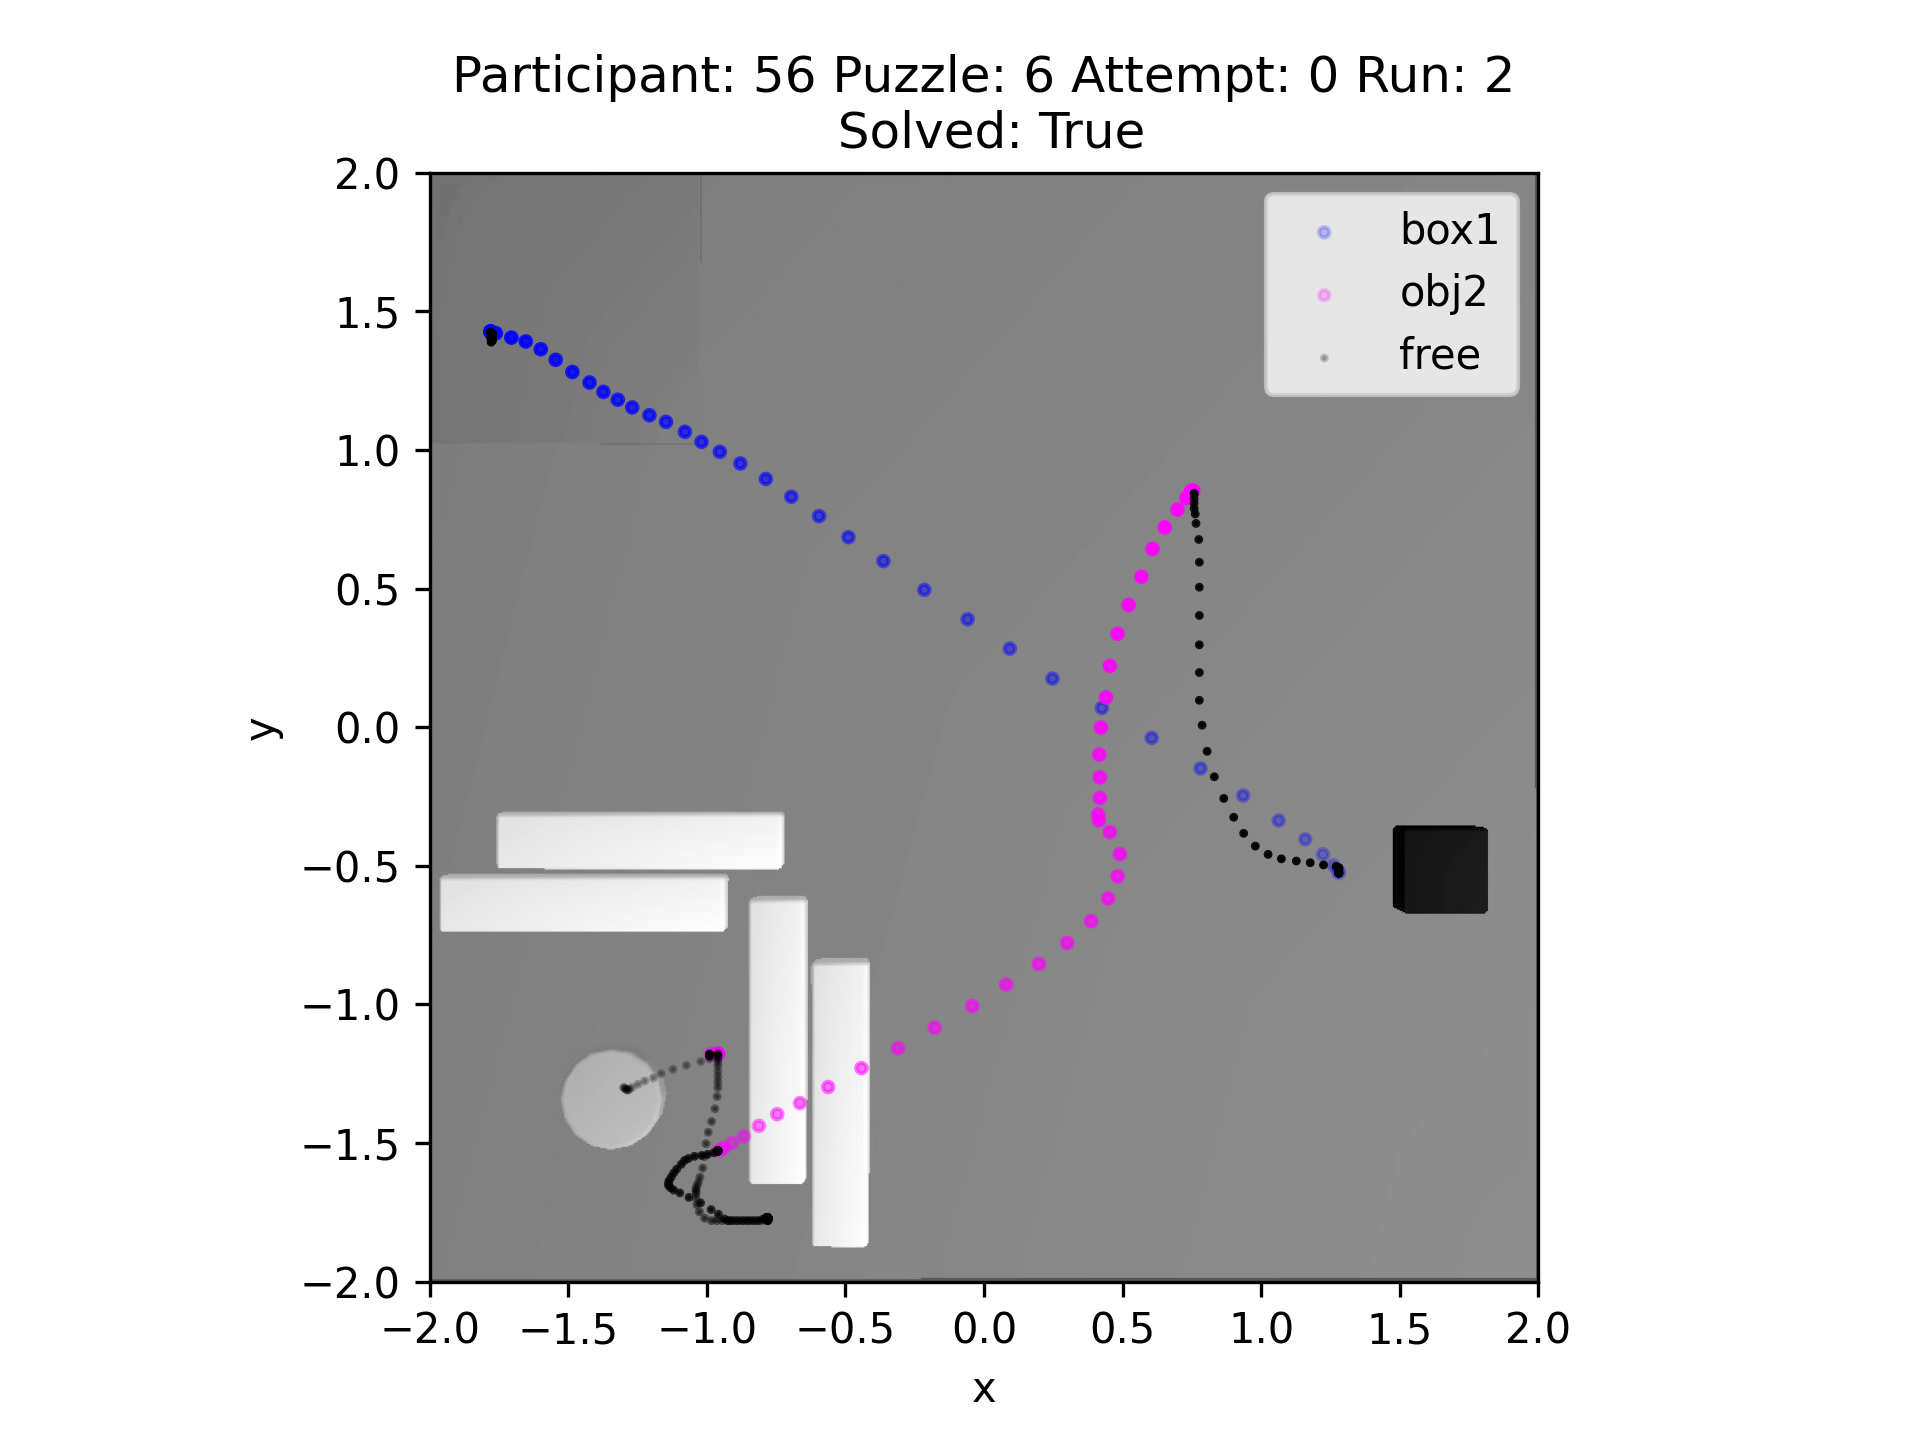 Participant: 56 Puzzle: 6 Attempt: 0 Run: 2
Solved: True
box1
obj2
free
2.0
1.5
1.0
0.5
0.0
−0.5
−1.0
−1.5
−2.0
y
−2.0 −1.5 −1.0 −0.5 0.0 0.5 1.0 1.5 2.0
x